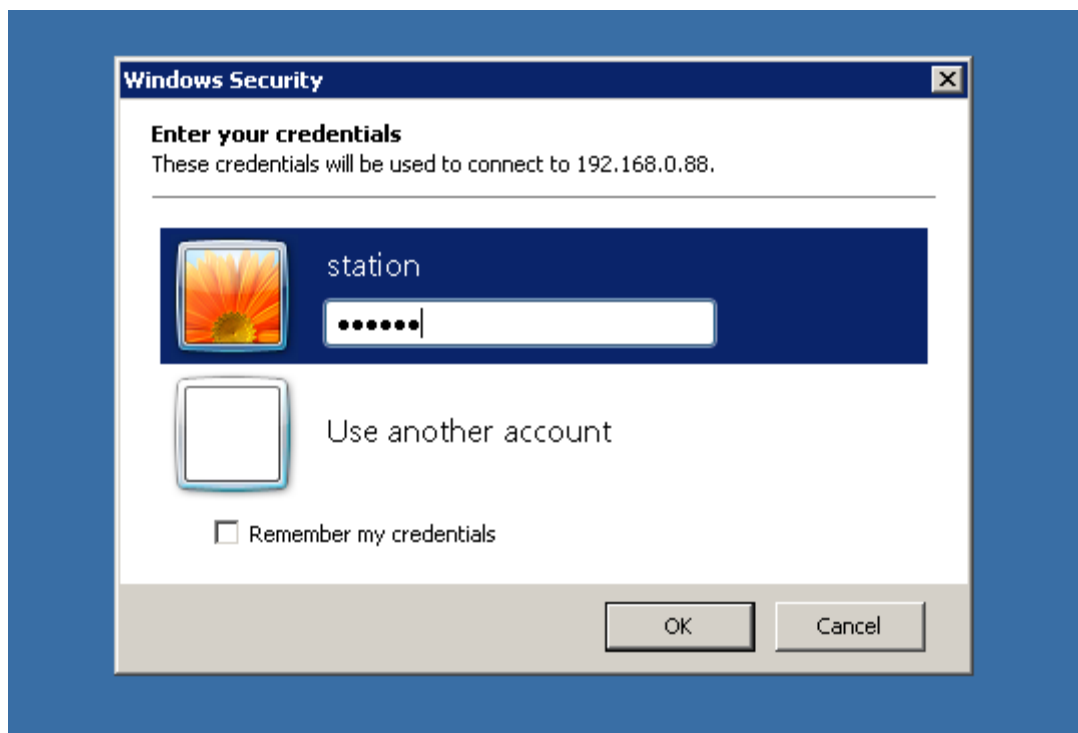 Windows Security
Enter your credentials
These credentials will be used to connect to 192.168.0.88.
station
••••••
Use another account
Remember my credentials
OK
Cancel